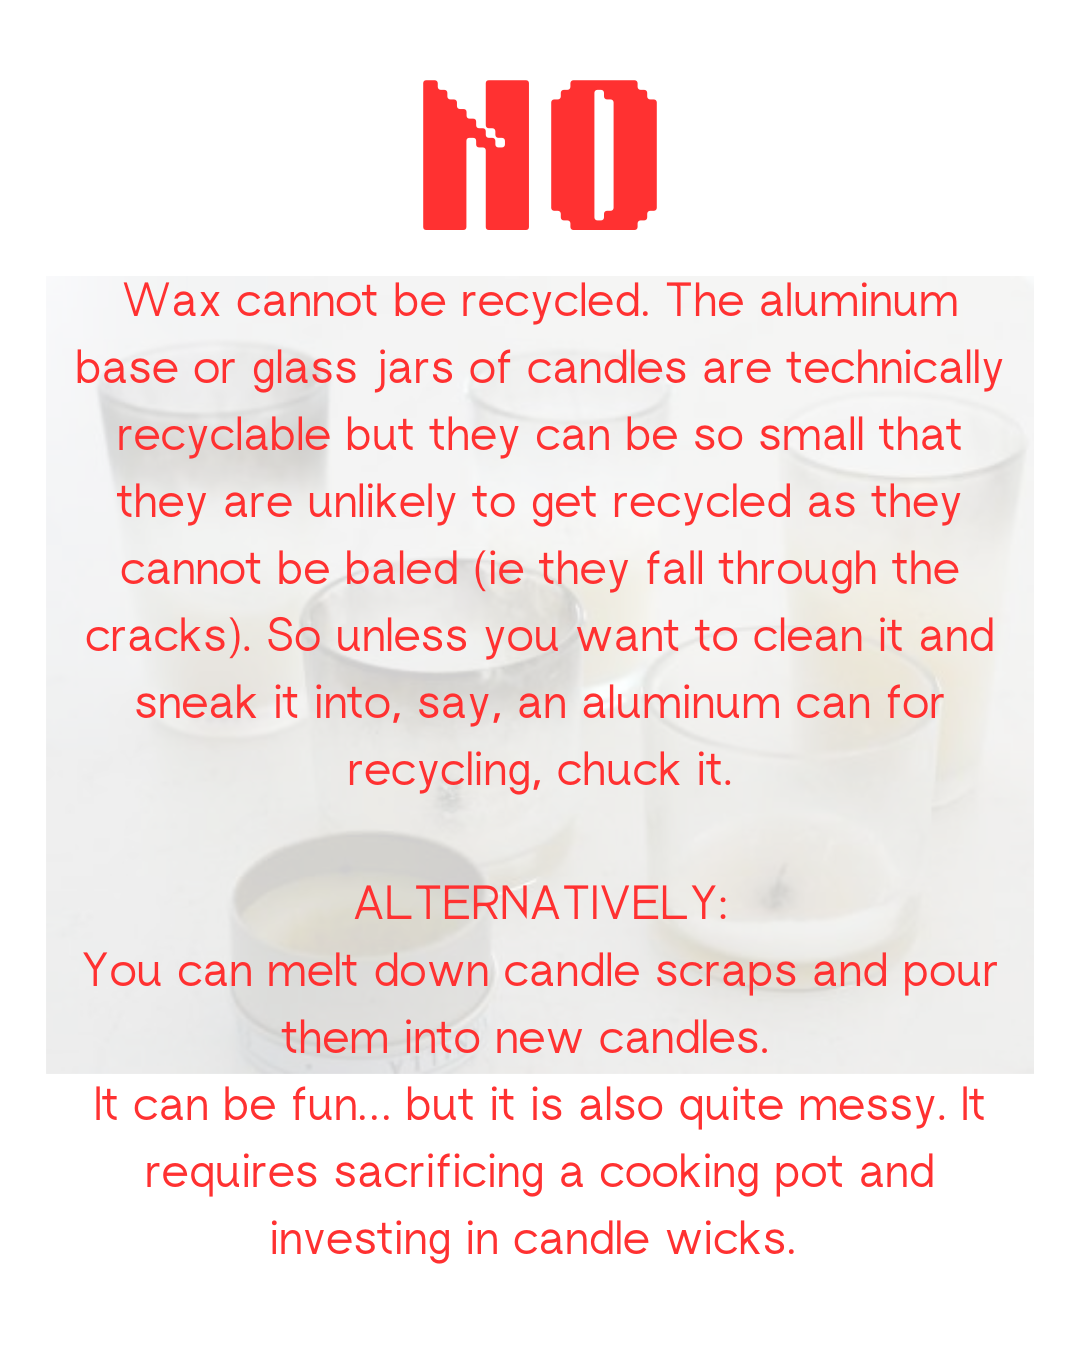 NO
Wax cannot be recycled. The aluminum
base or glass jars of candles are technically
recyclable but they can be so small that
they are unlikely to get recycled as they
cannot be baled (ie they fall through the
cracks). So unless you want to clean it and
sneak it into, say, an aluminum can for
recycling, chuck it.
ALTERNATIVELY:
You can melt down candle scraps and pour
them into new candles.
It can be fun... but it is also quite messy. It
requires sacrificing a cooking pot and
investing in candle wicks.